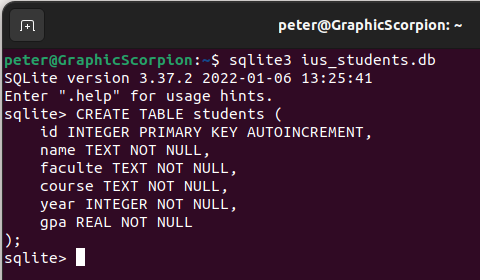 peter@GraphicScorpion: ~
peter@GraphicScorpion:~$ sqlite3 ius_students.db
SQLite version 3.37.2 2022-01-06 13:25:41
Enter ".help" for usage hints.
sqlite> CREATE TABLE students (
    id INTEGER PRIMARY KEY AUTOINCREMENT,
    name TEXT NOT NULL,
    faculte TEXT NOT NULL,
    course TEXT NOT NULL,
    year INTEGER NOT NULL,
    gpa REAL NOT NULL
);
sqlite>